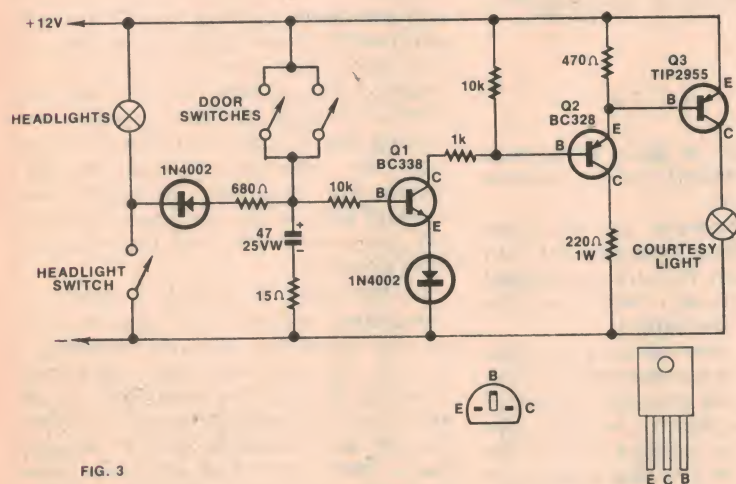 +12V
HEADLIGHTS
DOOR
SWITCHES
1N4002
680Ω
10k
47
25VW
+
-
15Ω
HEADLIGHT
SWITCH
-
Q1
BC338
B
C
E
1k
10k
1N4002
470Ω
Q2
BC328
B
E
C
220Ω
1W
Q3
TIP2955
B
E
C
COURTESY
LIGHT
B
E C
E C B
FIG. 3